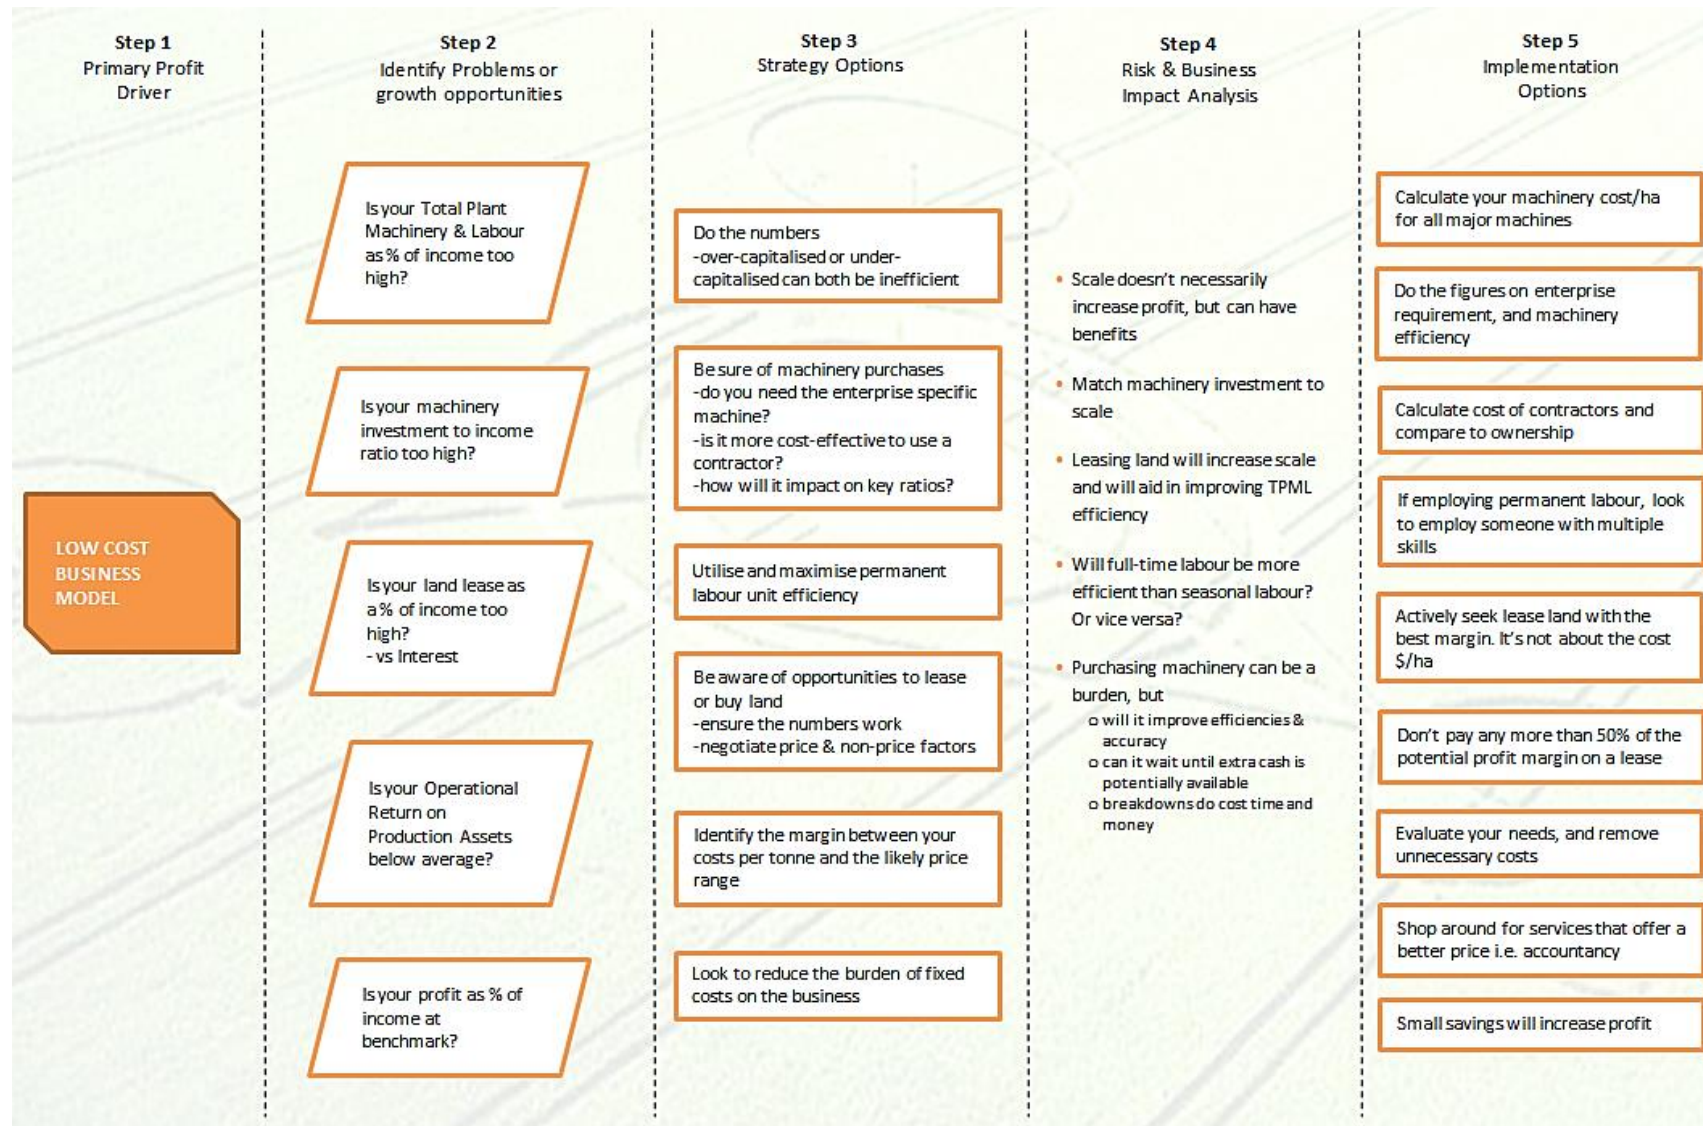 Step 1
Primary Profit
Driver
Step 2
Identify Problems or
growth opportunities
Step 3
Strategy Options
Step 4
Risk & Business
Impact Analysis
Step 5
Implementation
Options
LOW COST
BUSINESS
MODEL
Is your Total Plant
Machinery & Labour
as % of income too
high?
Is your machinery
investment to income
ratio too high?
Is your land lease as
a % of income too
high?
- vs Interest
Is your Operational
Return on
Production Assets
below average?
Is your profit as % of
income at
benchmark?
Do the numbers
-over-capitalised or under-
capitalised can both be inefficient
Be sure of machinery purchases
-do you need the enterprise specific
machine?
-is it more cost-effective to use a
contractor?
-how will it impact on key ratios?
Utilise and maximise permanent
labour unit efficiency
Be aware of opportunities to lease
or buy land
-ensure the numbers work
-negotiate price & non-price factors
Identify the margin between your
costs per tonne and the likely price
range
Look to reduce the burden of fixed
costs on the business
• Scale doesn't necessarily
increase profit, but can have
benefits
• Match machinery investment to
scale
• Leasing land will increase scale
and will aid in improving TPML
efficiency
• Will full-time labour be more
efficient than seasonal labour?
Or vice versa?
• Purchasing machinery can be a
burden, but
o will it improve efficiencies &
accuracy
o can it wait until extra cash is
potentially available
o breakdowns do cost time and
money
Calculate your machinery cost/ha
for all major machines
Do the figures on enterprise
requirement, and machinery
efficiency
Calculate cost of contractors and
compare to ownership
If employing permanent labour, look
to employ someone with multiple
skills
Actively seek lease land with the
best margin. It's not about the cost
$/ha
Don't pay any more than 50% of the
potential profit margin on a lease
Evaluate your needs, and remove
unnecessary costs
Shop around for services that offer a
better price i.e. accountancy
Small savings will increase profit